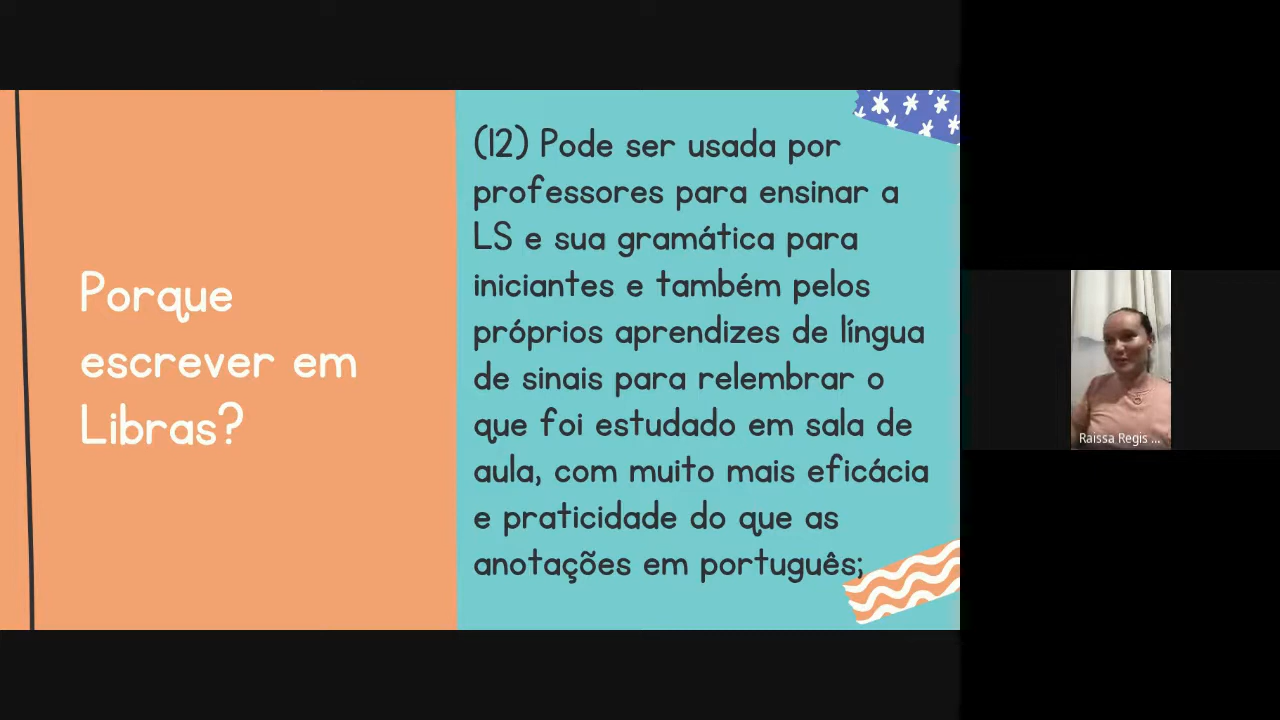 Porque
escrever em
Libras?
(12) Pode ser usada por
professores para ensinar a
LS e sua gramática para
iniciantes e também pelos
próprios aprendizes de língua
de sinais para relembrar o
que foi estudado em sala de
aula, com muito mais eficácia
e praticidade do que as
anotações em português;
Raissa Regis ...